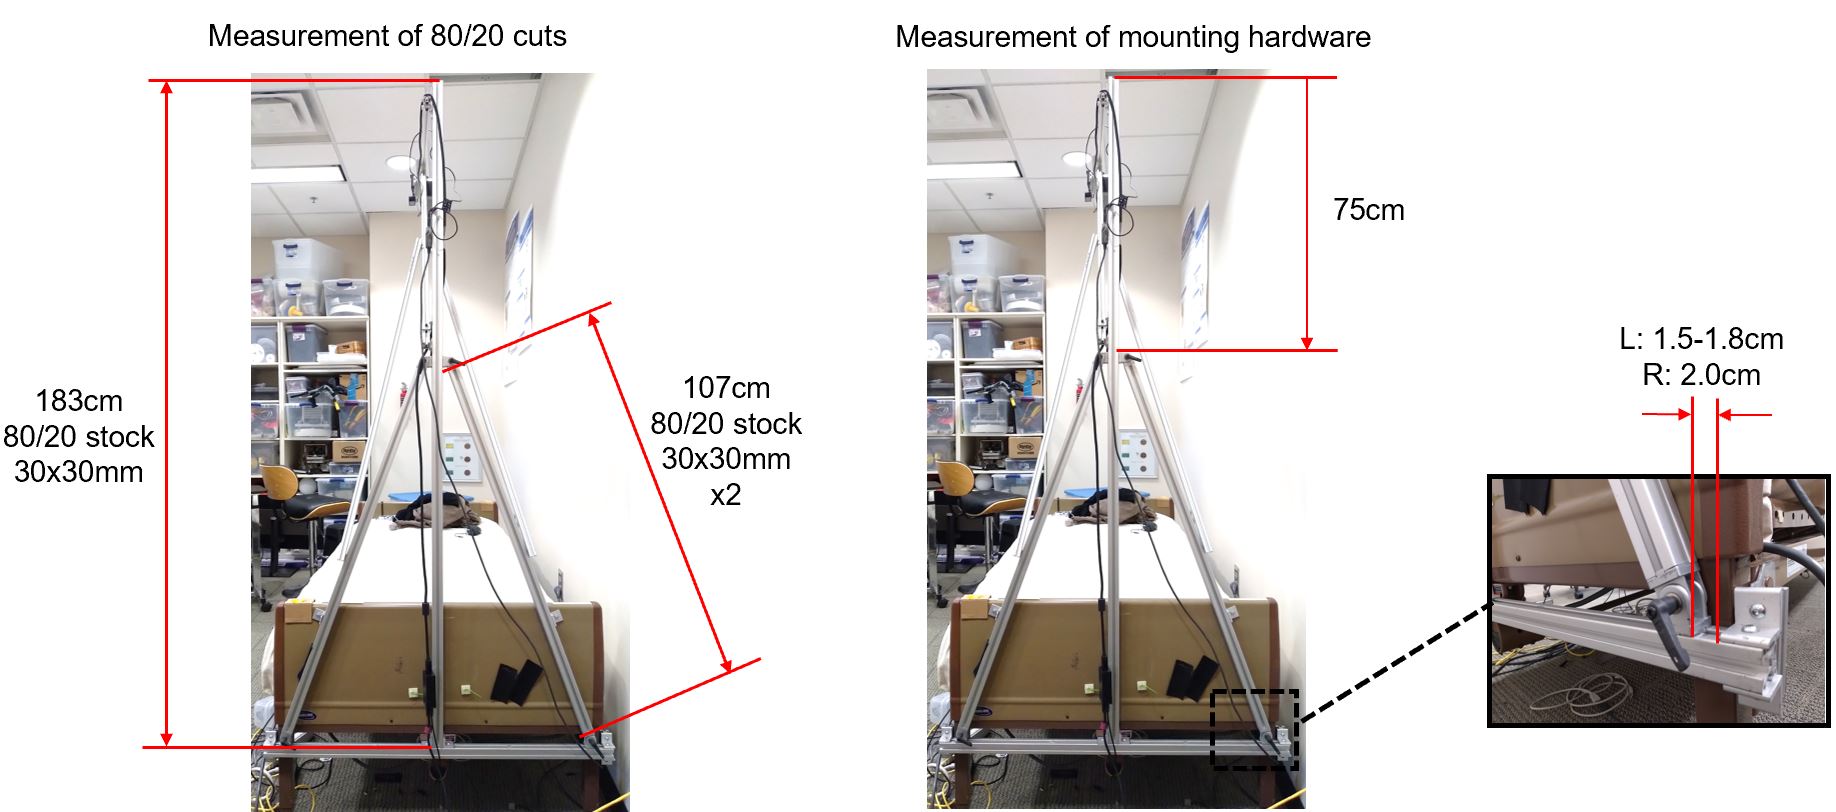 Measurement of 80/20 cuts
Measurement of mounting hardware
183cm
80/20 stock
30x30mm
107cm
80/20 stock
30x30mm
x2
75cm
L: 1.5-1.8cm
R: 2.0cm